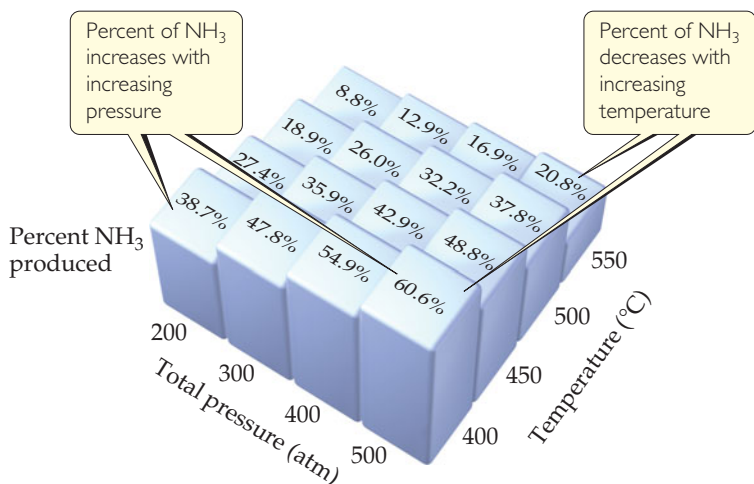 Percent of NH₃
increases with
increasing
pressure
Percent of NH₃
decreases with
increasing
temperature
8.8%
12.9%
16.9%
20.8%
18.9%
26.0%
32.2%
37.8%
27.4%
35.9%
42.9%
48.8%
38.7%
47.8%
54.9%
60.6%
Percent NH₃
produced
200
300
400
500
Total pressure (atm)
400
450
500
550
Temperature (°C)